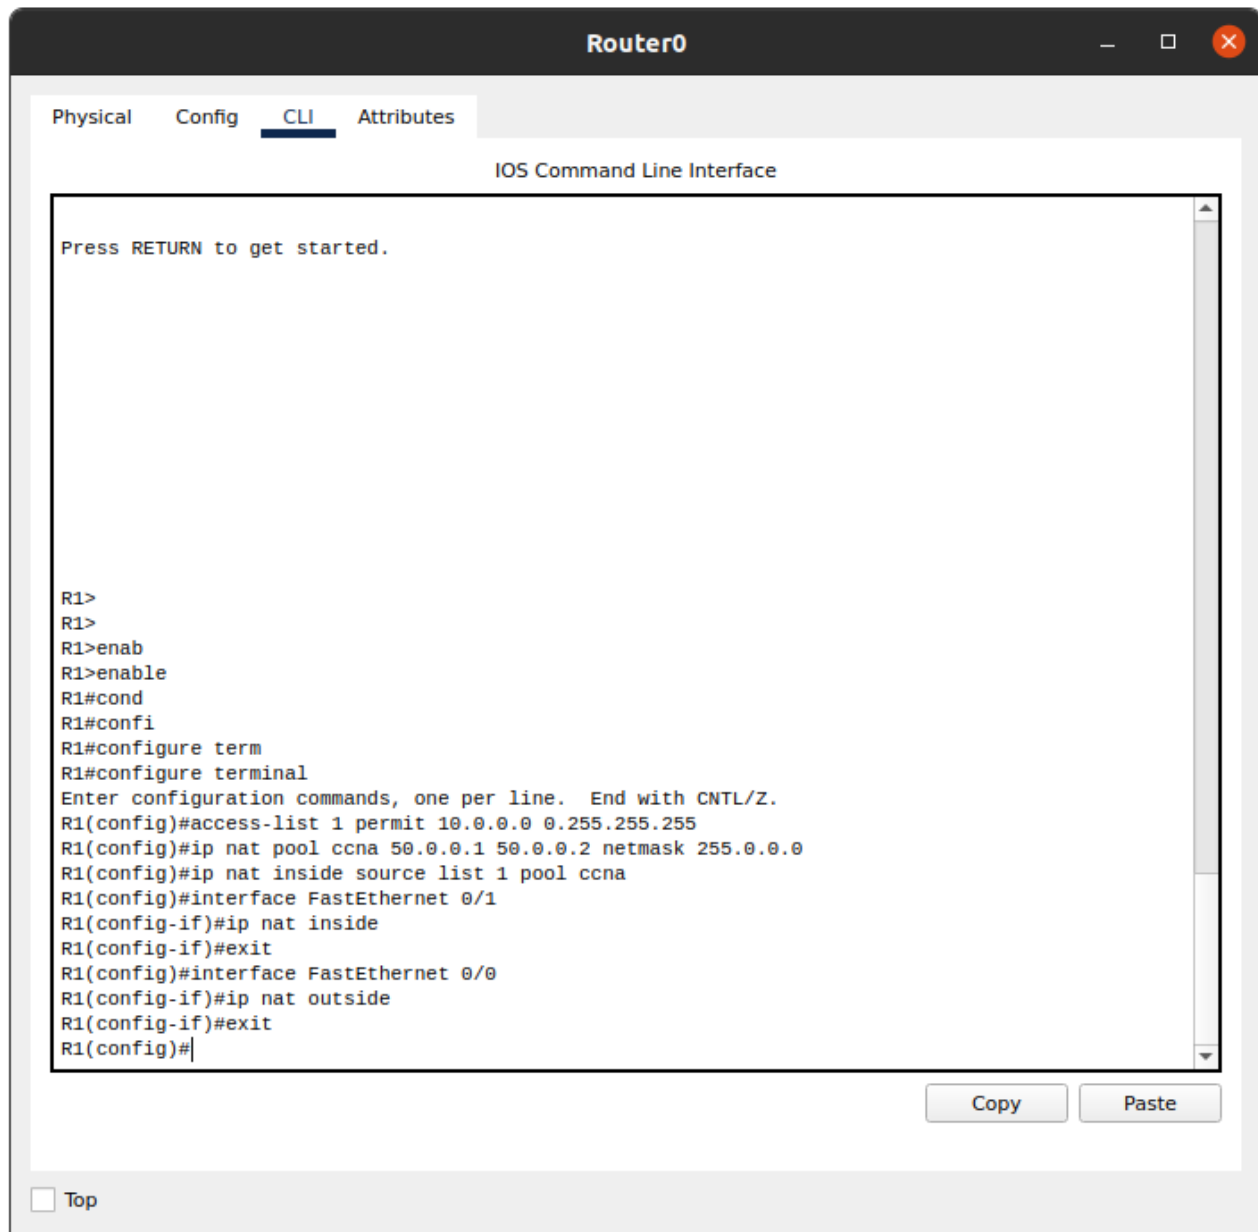 Router0
Physical Config CLI Attributes
IOS Command Line Interface
Press RETURN to get started.
R1>
R1>
R1>enab
R1>enable
R1#cond
R1#confi
R1#configure term
R1#configure terminal
Enter configuration commands, one per line.  End with CNTL/Z.
R1(config)#access-list 1 permit 10.0.0.0 0.255.255.255
R1(config)#ip nat pool ccna 50.0.0.1 50.0.0.2 netmask 255.0.0.0
R1(config)#ip nat inside source list 1 pool ccna
R1(config)#interface FastEthernet 0/1
R1(config-if)#ip nat inside
R1(config-if)#exit
R1(config)#interface FastEthernet 0/0
R1(config-if)#ip nat outside
R1(config-if)#exit
R1(config)#
Copy Paste
Top